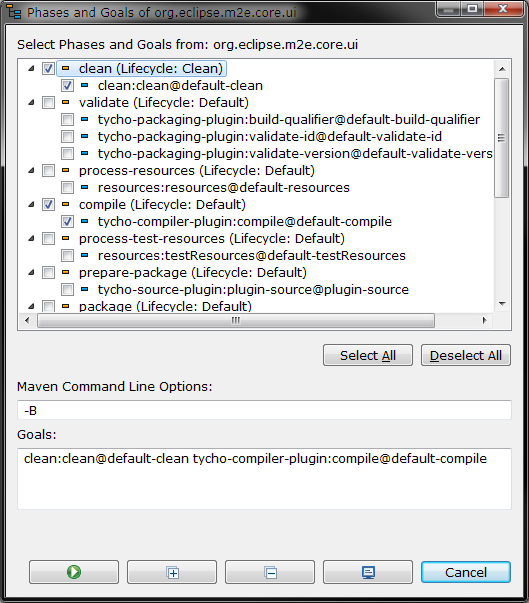 Phases and Goals of org.eclipse.m2e.core.ui
Select Phases and Goals from: org.eclipse.m2e.core.ui
clean (Lifecycle: Clean)
clean:clean@default-clean
validate (Lifecycle: Default)
tycho-packaging-plugin:build-qualifier@default-build-qualifier
tycho-packaging-plugin:validate-id@default-validate-id
tycho-packaging-plugin:validate-version@default-validate-vers
process-resources (Lifecycle: Default)
resources:resources@default-resources
compile (Lifecycle: Default)
tycho-compiler-plugin:compile@default-compile
process-test-resources (Lifecycle: Default)
resources:testResources@default-testResources
prepare-package (Lifecycle: Default)
tycho-source-plugin:plugin-source@plugin-source
package (Lifecycle: Default)
Select All Deselect All
Maven Command Line Options:
-B
Goals:
clean:clean@default-clean tycho-compiler-plugin:compile@default-compile
Cancel